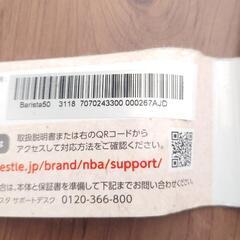 Barista50 3118 7070243300 000267AJD
取扱説明書または右のQRコードから
アクセスして対応方法をご確認ください。
estle.jp/brand/nba/support/
合は、本体と保証書を準備して下記までお問い合わ
スタ サポートデスク 0120-366-800